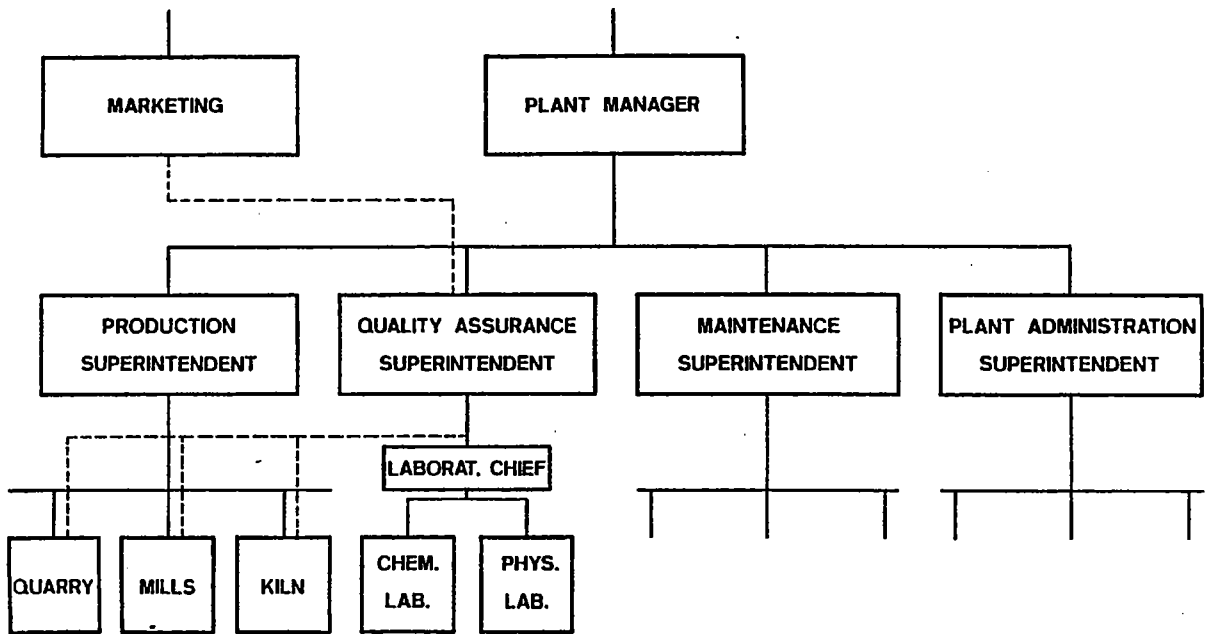 MARKETING
PLANT MANAGER
PRODUCTION
SUPERINTENDENT
QUALITY ASSURANCE
SUPERINTENDENT
MAINTENANCE
SUPERINTENDENT
PLANT ADMINISTRATION
SUPERINTENDENT
LABORAT. CHIEF
QUARRY
MILLS
KILN
CHEM.
LAB.
PHYS.
LAB.